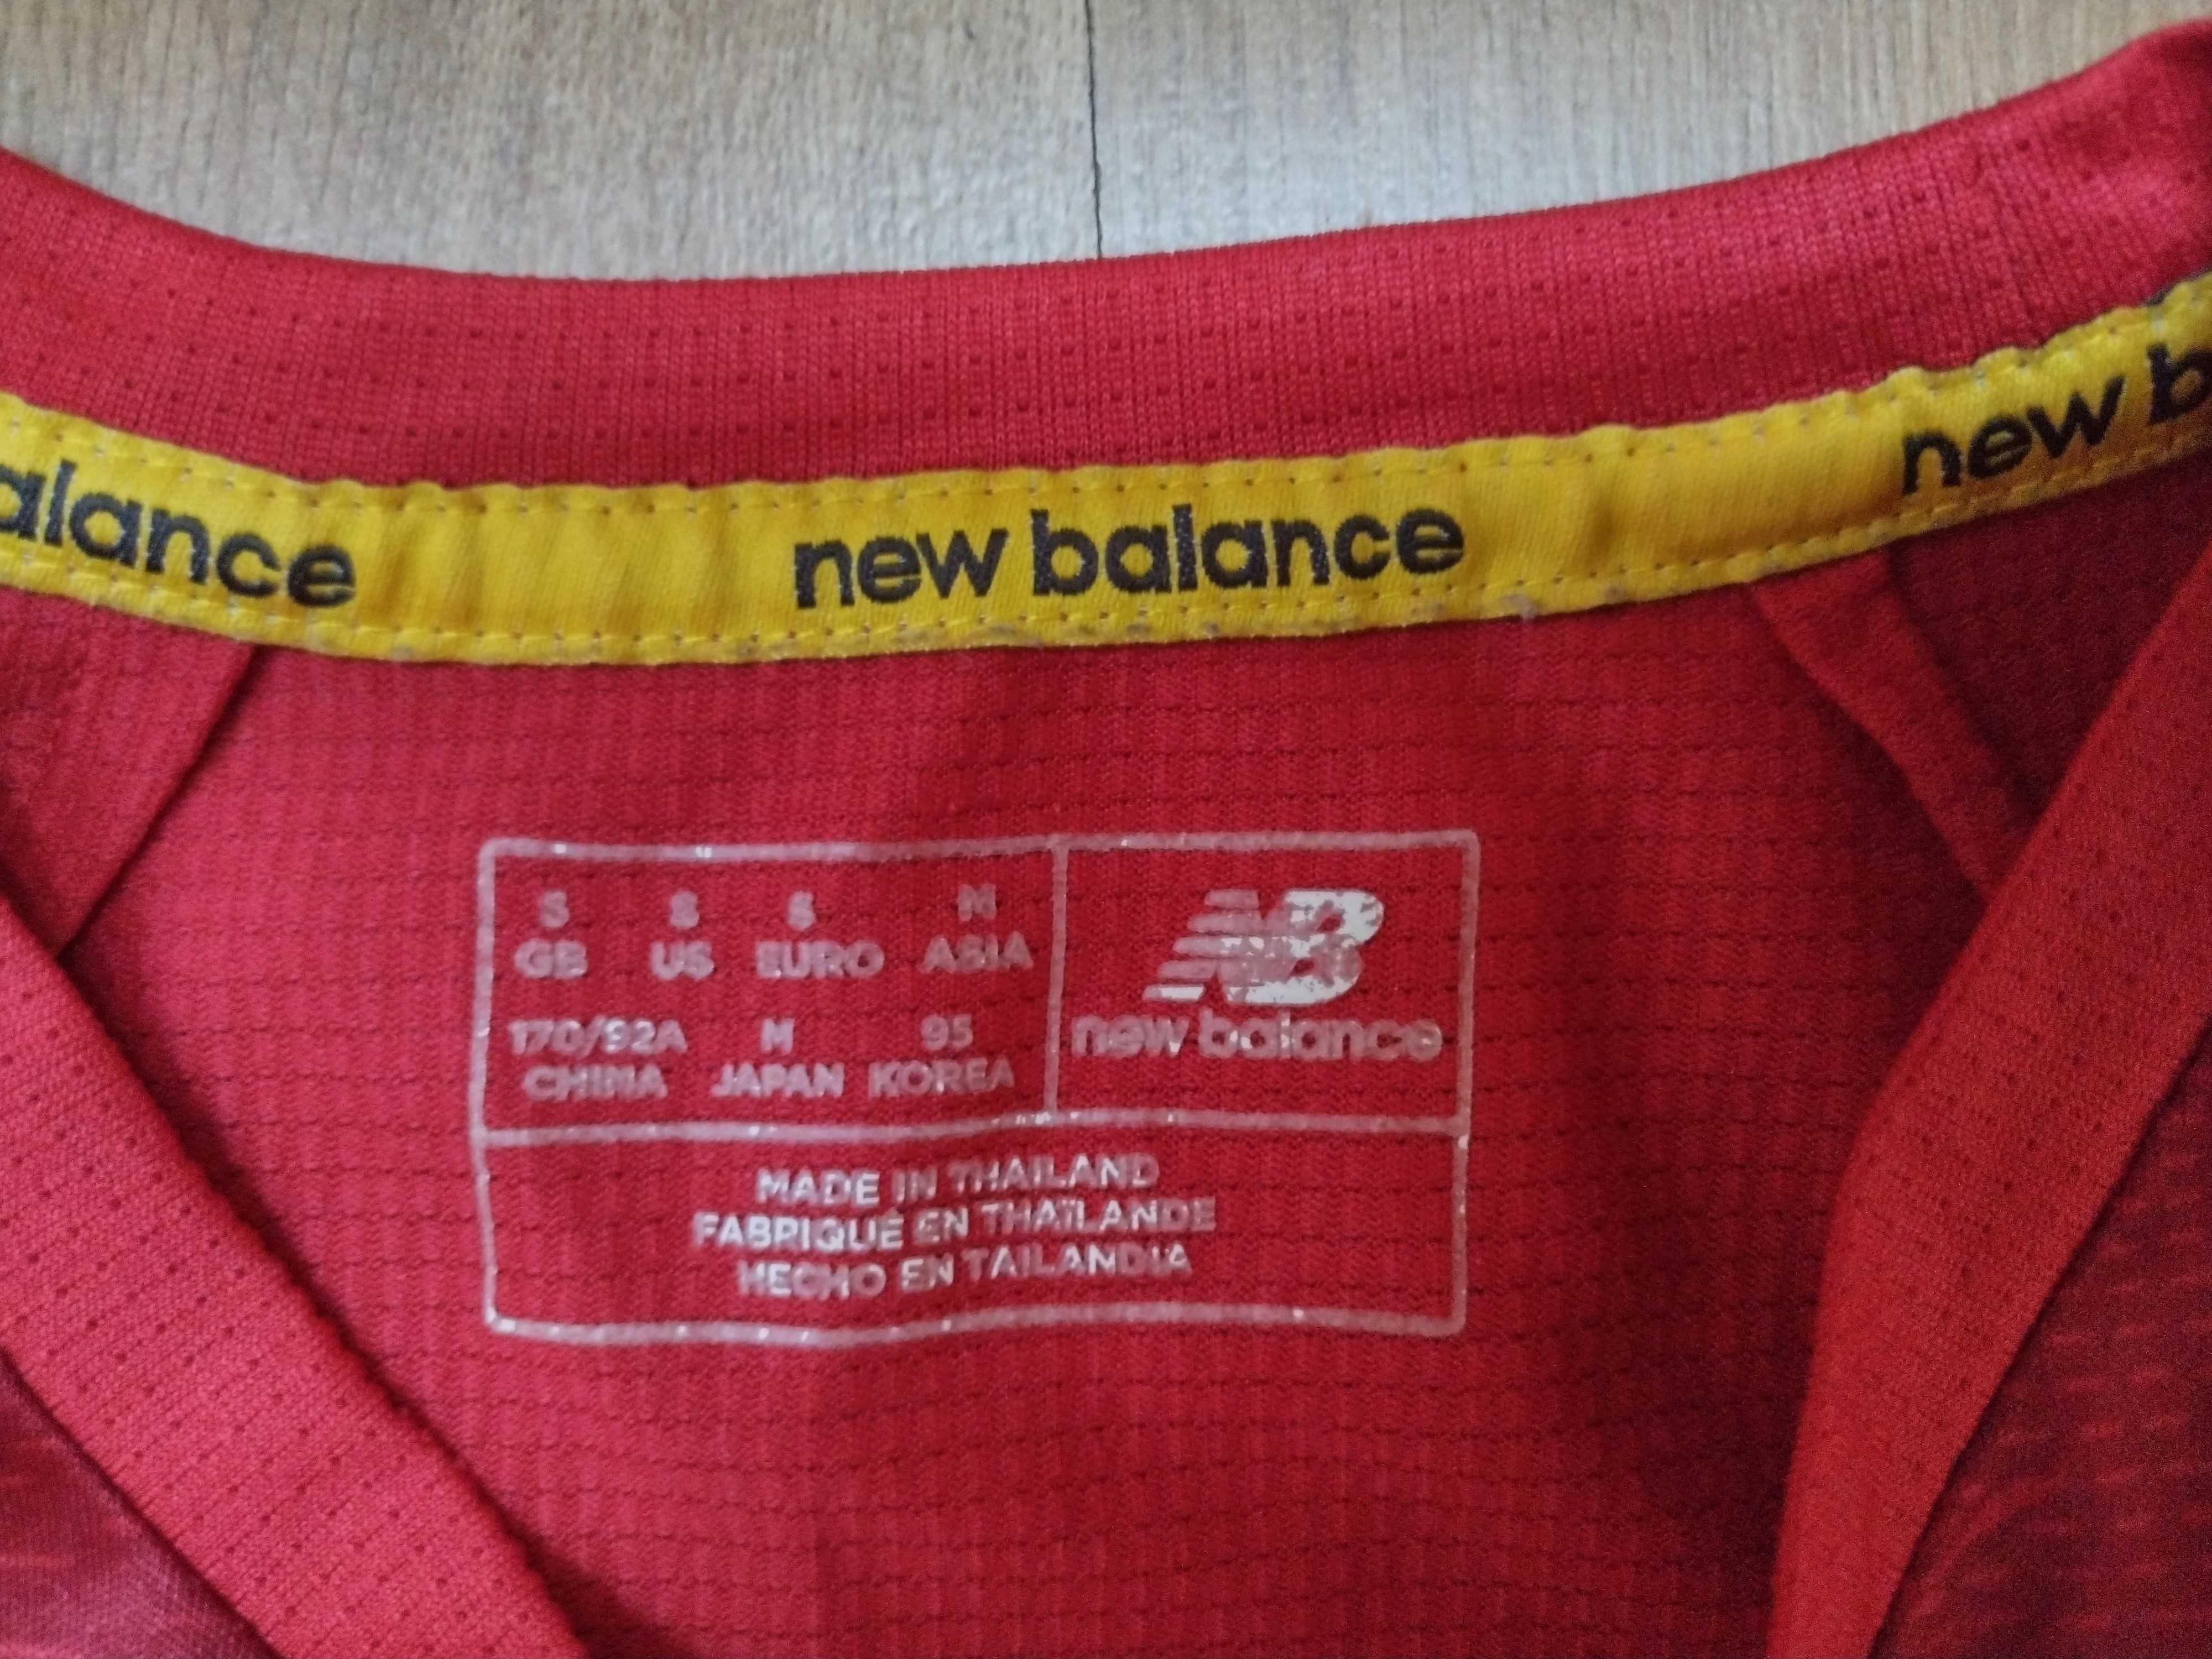 alance new balance new b
S S S M
GB US EURO ASIA
170/92A M 95
CHINA JAPAN KOREA
NB
new balance
MADE IN THAILAND
FABRIQUÉ EN THAÏLANDE
HECHO EN TAILANDIA